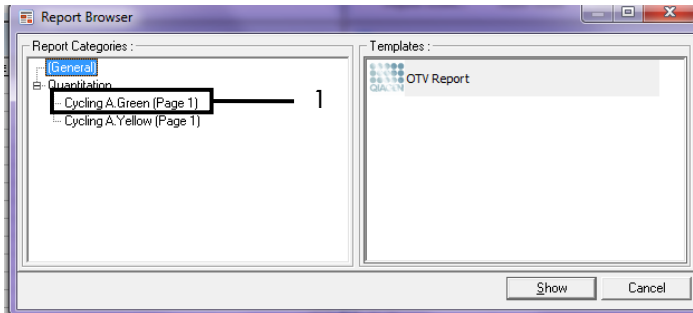 Report Browser
Report Categories :
(General)
Quantitation
Cycling A.Green (Page 1)
Cycling A.Yellow (Page 1)
1
Templates :
QIAGEN
OTV Report
Show
Cancel